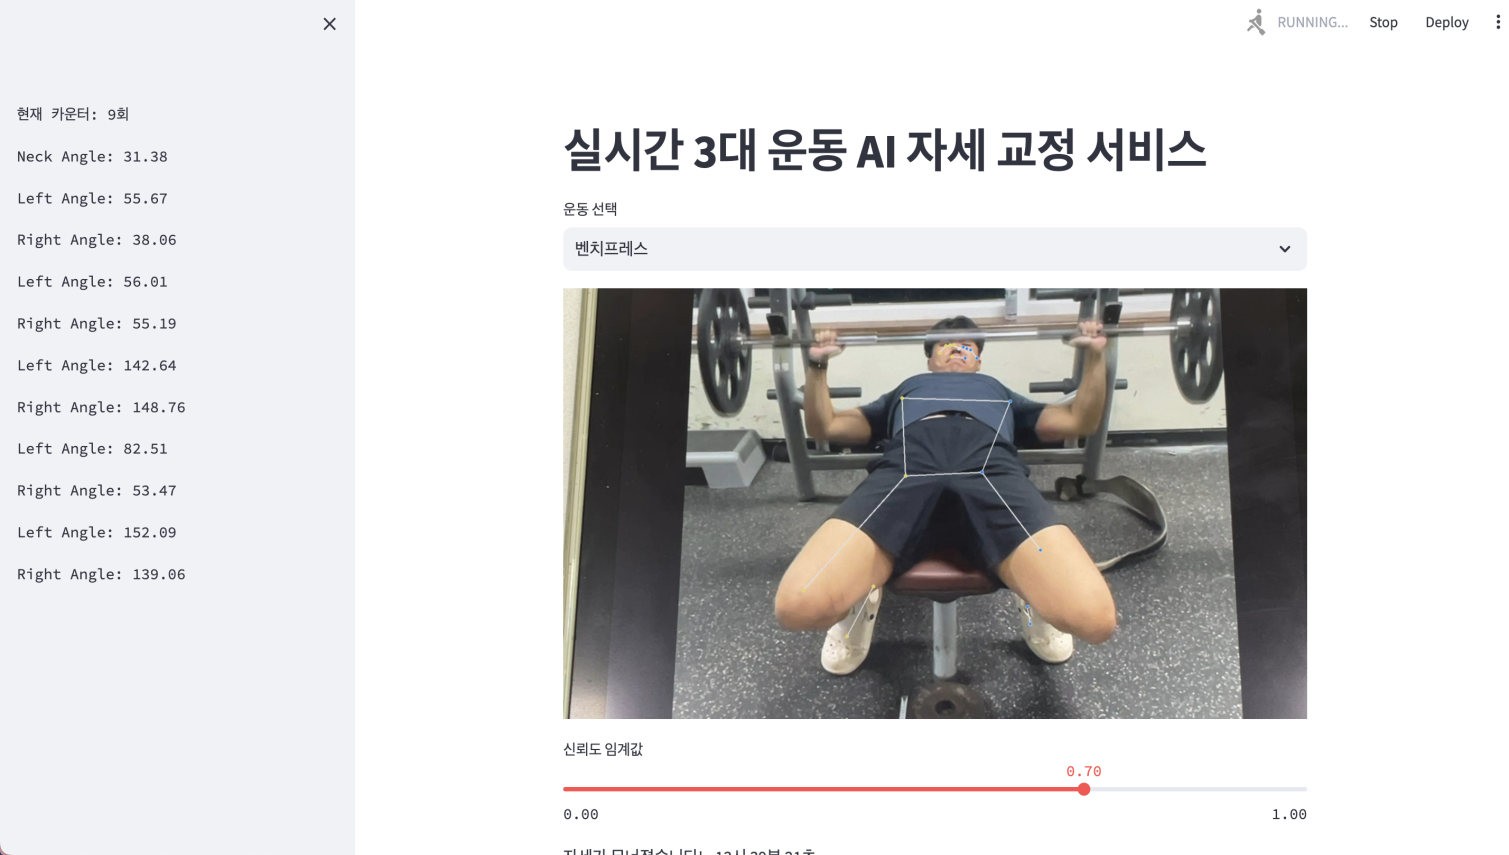 RUNNING...
Stop
Deploy
현재 카운터: 9회
Neck Angle: 31.38
Left Angle: 55.67
Right Angle: 38.06
Left Angle: 56.01
Right Angle: 55.19
Left Angle: 142.64
Right Angle: 148.76
Left Angle: 82.51
Right Angle: 53.47
Left Angle: 152.09
Right Angle: 139.06
실시간 3대 운동 AI 자세 교정 서비스
운동 선택
벤치프레스
신뢰도 임계값
0.70
0.00
1.00